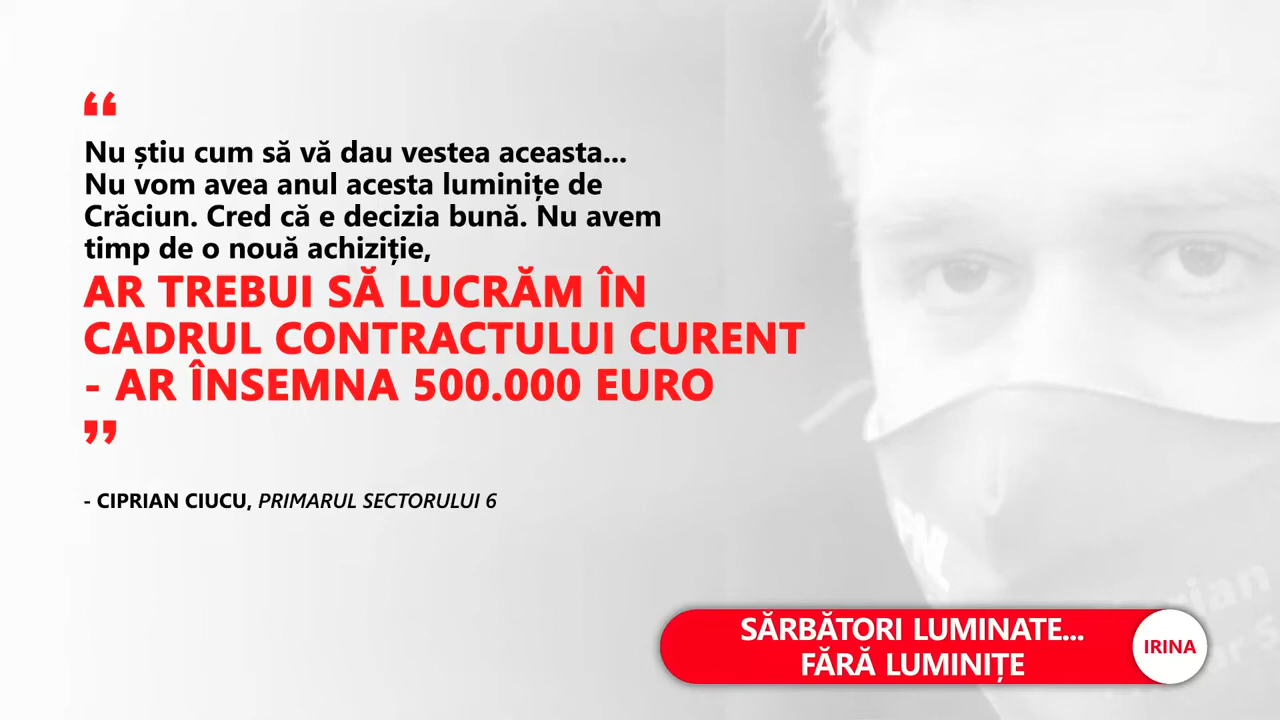 “
Nu știu cum să vă dau vestea aceasta...
Nu vom avea anul acesta luminițe de
Crăciun. Cred că e decizia bună. Nu avem
timp de o nouă achiziție,
AR TREBUI SĂ LUCRĂM ÎN
CADRUL CONTRACTULUI CURENT
- AR ÎNSEMNA 500.000 EURO
”
- CIPRIAN CIUCU, PRIMARUL SECTORULUI 6
SĂRBĂTORI LUMINATE...
FĂRĂ LUMINIȚE
IRINA